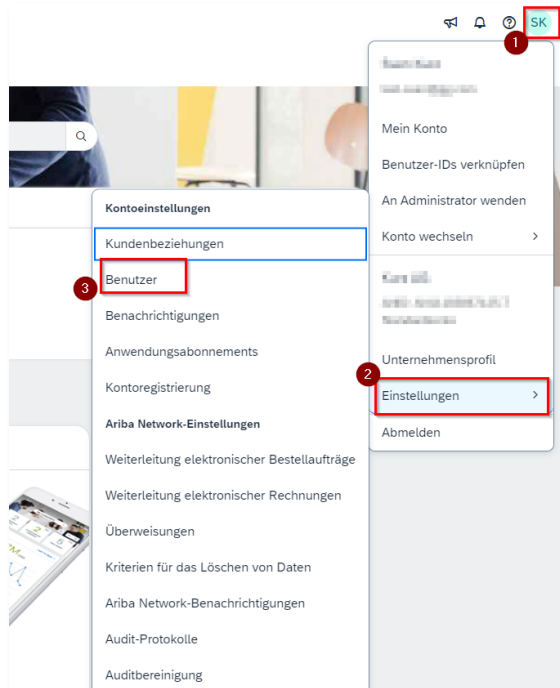 SK
1
Mein Konto
Benutzer-IDs verknüpfen
An Administrator wenden
Konto wechseln
Unternehmensprofil
2
Einstellungen
Abmelden
Kontoeinstellungen
Kundenbeziehungen
3
Benutzer
Benachrichtigungen
Anwendungsabonnements
Kontoregistrierung
Ariba Network-Einstellungen
Weiterleitung elektronischer Bestellaufträge
Weiterleitung elektronischer Rechnungen
Überweisungen
Kriterien für das Löschen von Daten
Ariba Network-Benachrichtigungen
Audit-Protokolle
Auditbereinigung